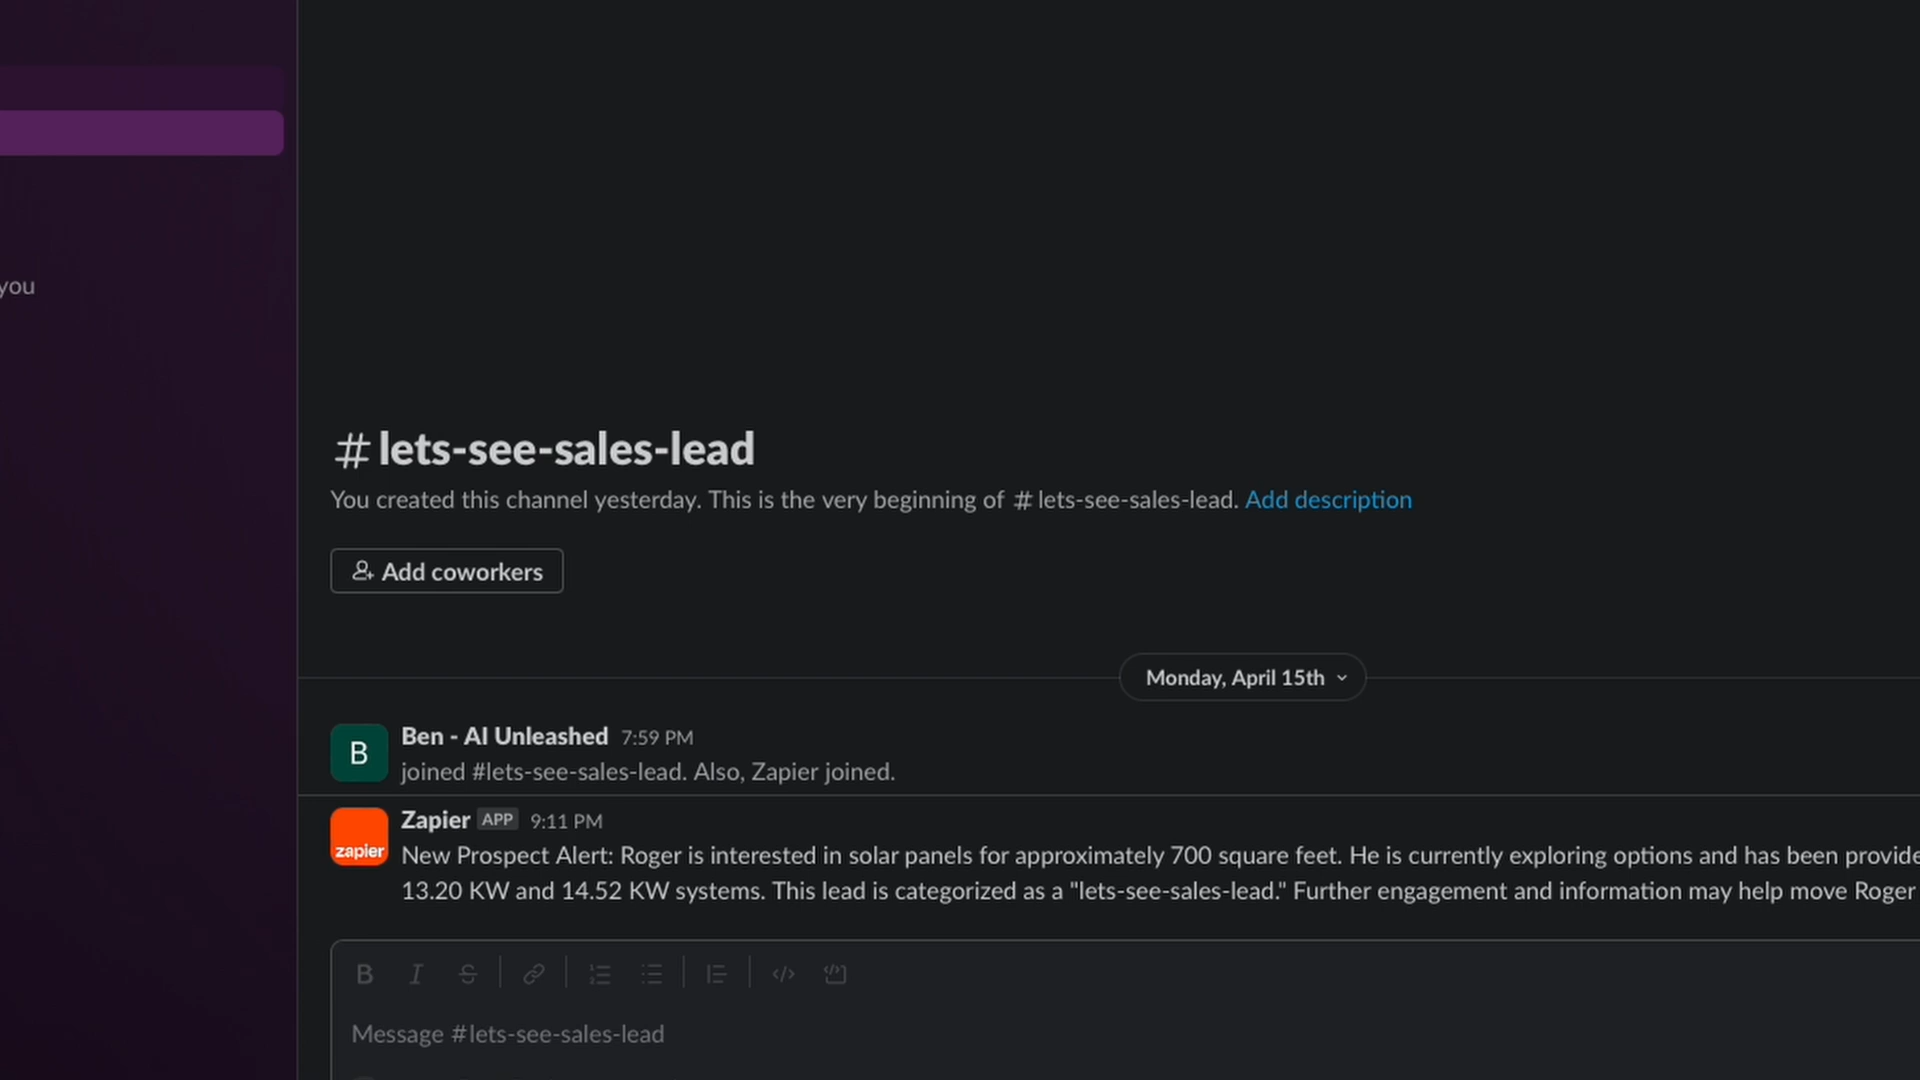 you
# lets-see-sales-lead
You created this channel yesterday. This is the very beginning of # lets-see-sales-lead. Add description
Add coworkers
Monday, April 15th
B
Ben - AI Unleashed 7:59 PM
joined #lets-see-sales-lead. Also, Zapier joined.
zapier
Zapier APP 9:11 PM
New Prospect Alert: Roger is interested in solar panels for approximately 700 square feet. He is currently exploring options and has been provide
13.20 KW and 14.52 KW systems. This lead is categorized as a "lets-see-sales-lead." Further engagement and information may help move Roger
Message #lets-see-sales-lead